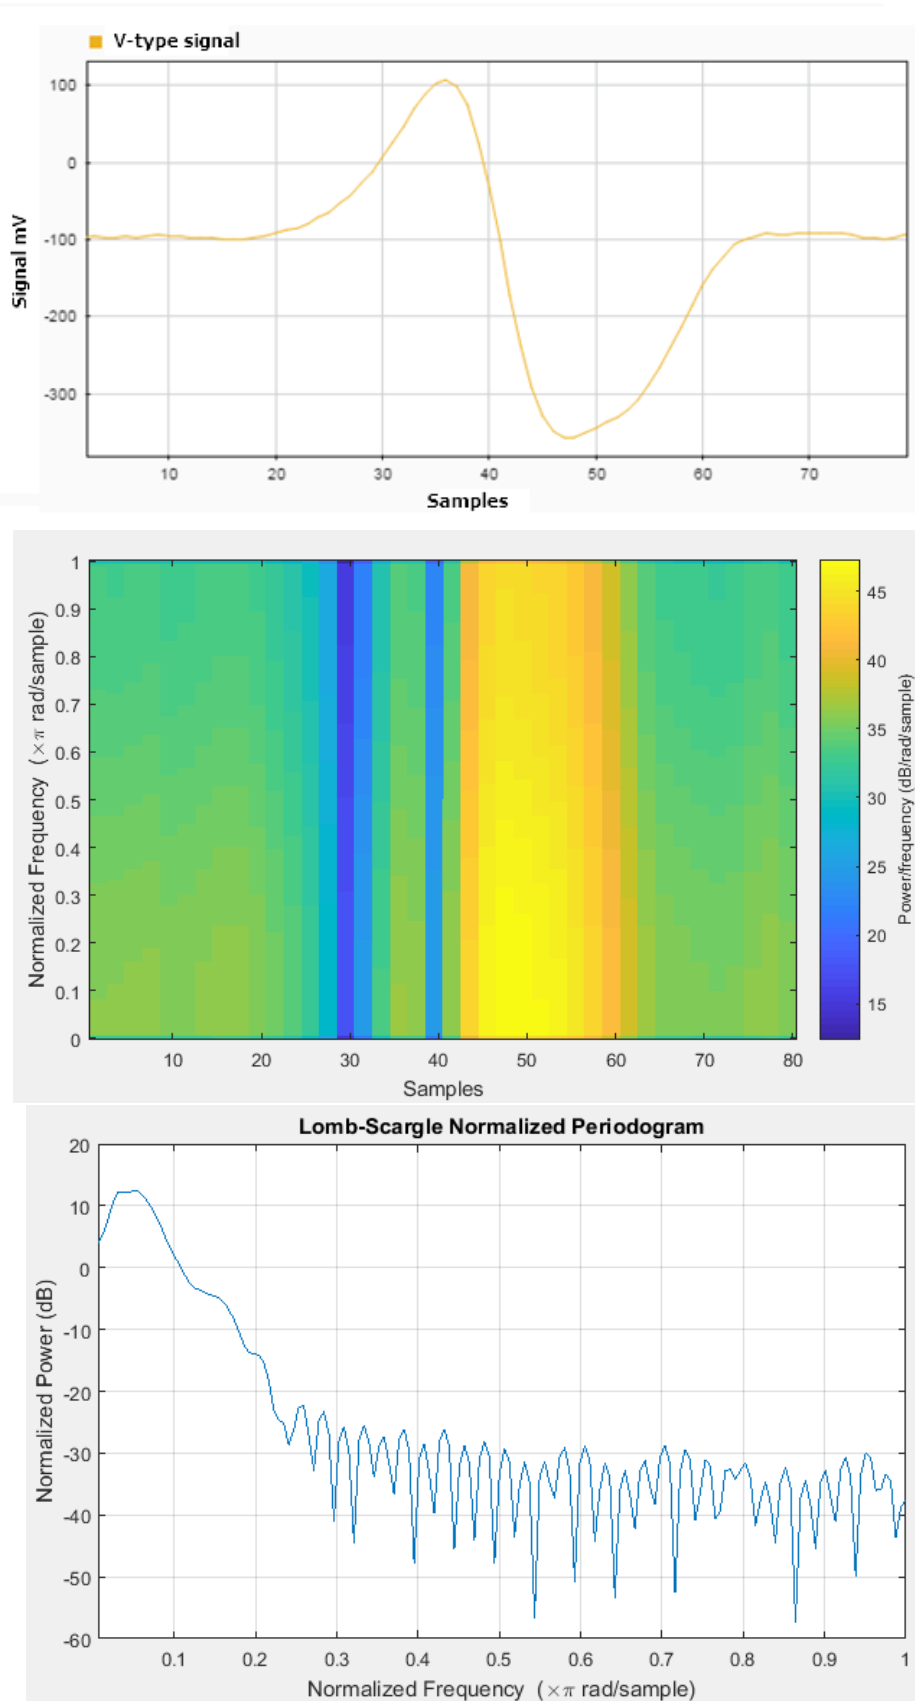 V-type signal
100
0
-100
-200
-300
Signal mV
10 20 30 40 50 60 70
Samples
1
0.9
0.8
0.7
0.6
0.5
0.4
0.3
0.2
0.1
0
Normalized Frequency (×π rad/sample)
10 20 30 40 50 60 70 80
Samples
45
40
35
30
25
20
15
Power/frequency (dB/rad/sample)
Lomb-Scargle Normalized Periodogram
20
10
0
-10
-20
-30
-40
-50
-60
Normalized Power (dB)
0.1 0.2 0.3 0.4 0.5 0.6 0.7 0.8 0.9 1
Normalized Frequency (×π rad/sample)